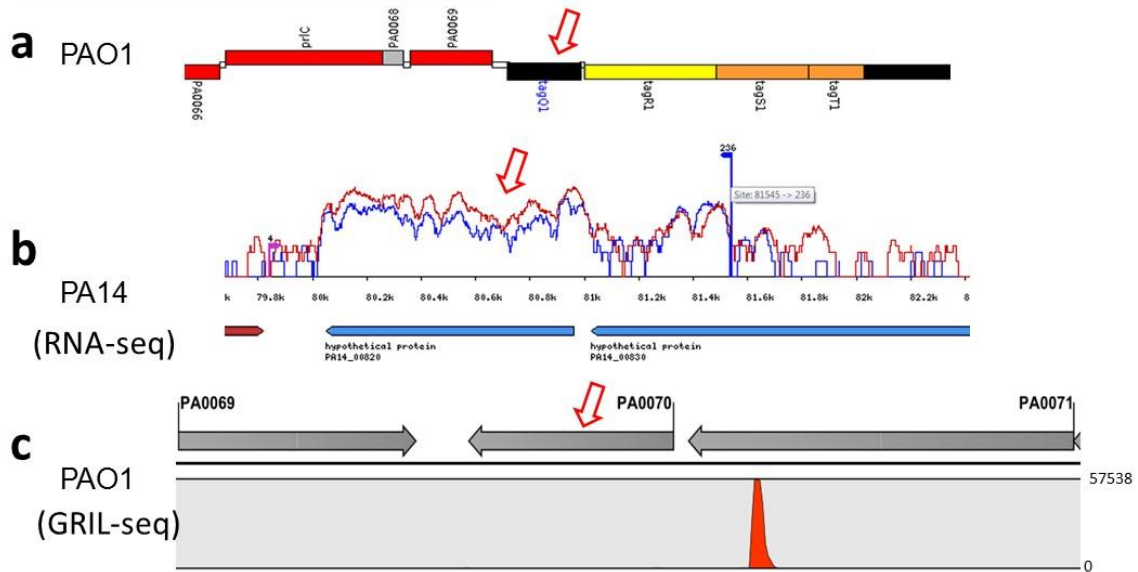 a
PAO1
PA0066
prlC
PA0068
PA0069
tagQ1
tagR1
tagS1
tagT1
b
PA14
(RNA-seq)
4
236
Site: 81545 -> 236
k 79.8k 80k 80.2k 80.4k 80.6k 80.8k 81k 81.2k 81.4k 81.6k 81.8k 82k 82.2k 8
hypothetical protein
PA14_00820
hypothetical protein
PA14_00830
c
PAO1
(GRIL-seq)
PA0069 PA0070 PA0071
57538
0